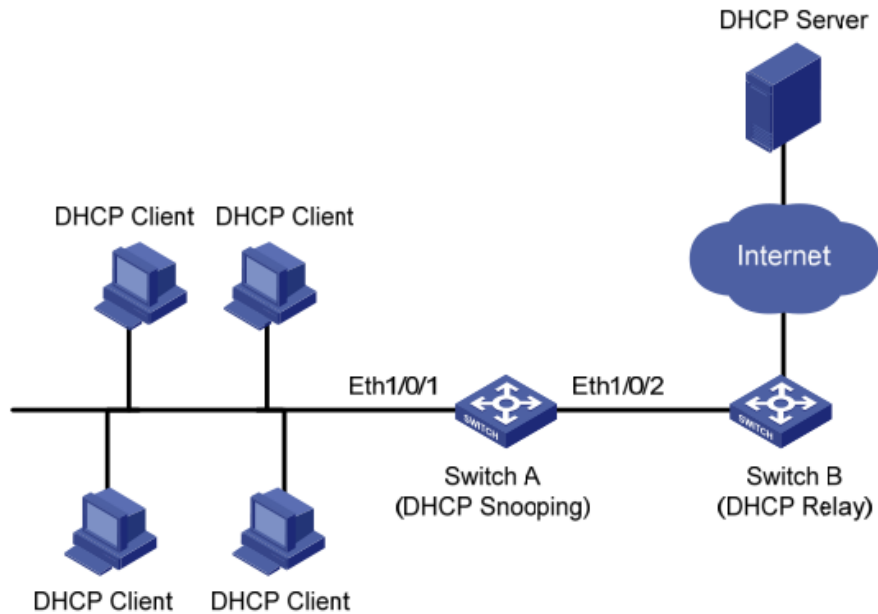 DHCP Server
DHCP Client
DHCP Client
Internet
Eth1/0/1
Eth1/0/2
SWITCH
SWITCH
Switch A
(DHCP Snooping)
Switch B
(DHCP Relay)
DHCP Client
DHCP Client